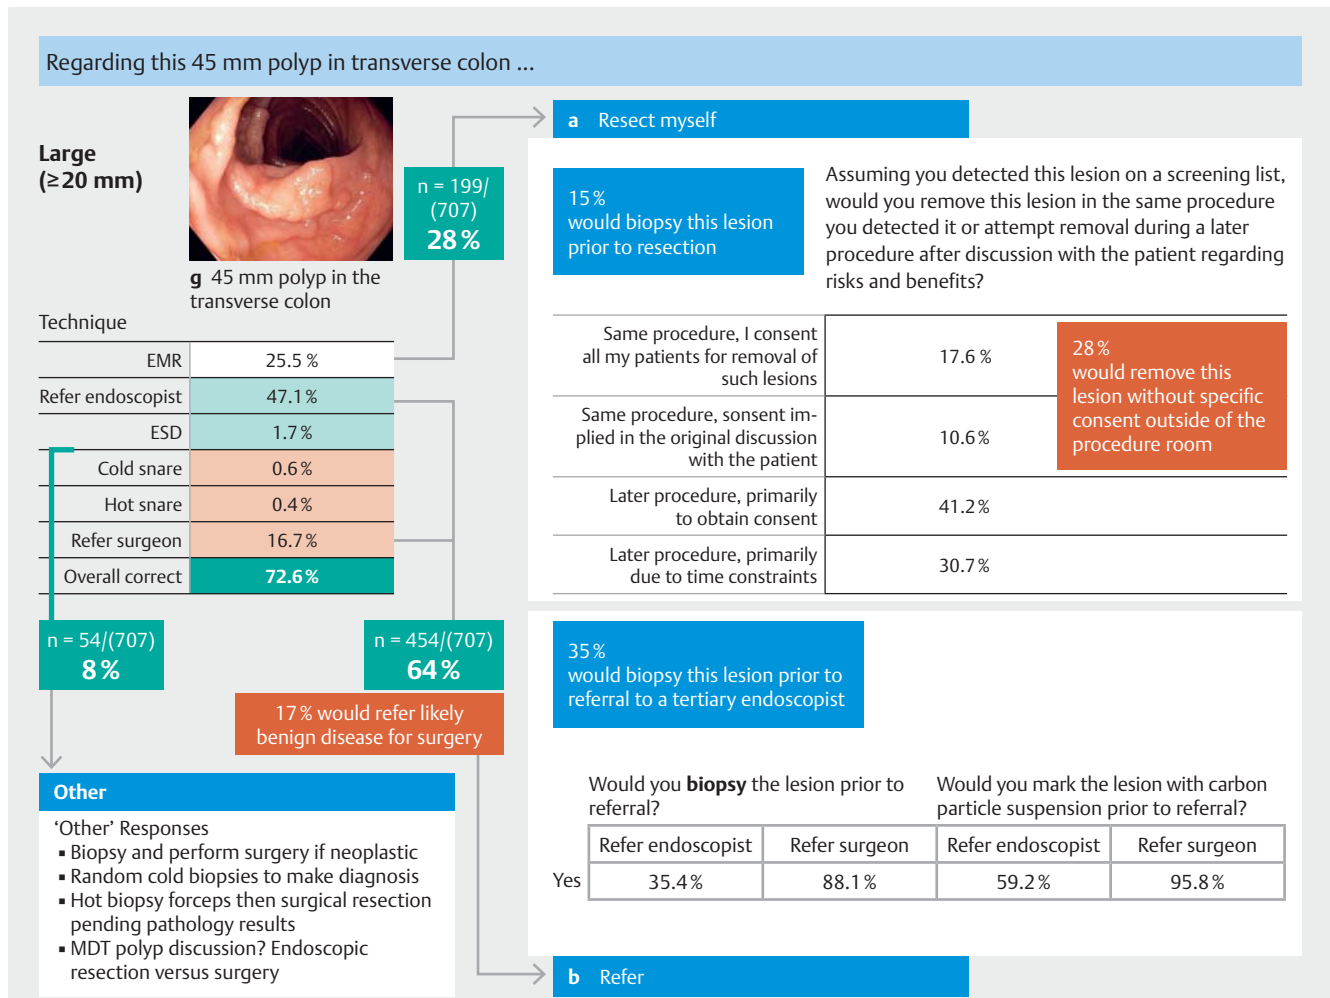 Regarding this 45 mm polyp in transverse colon ...
Large
(≥20 mm)
g 45 mm polyp in the
transverse colon
n = 199/
(707)
28 %
Technique
EMR 25.5 %
Refer endoscopist 47.1 %
ESD 1.7 %
Cold snare 0.6 %
Hot snare 0.4 %
Refer surgeon 16.7 %
Overall correct 72.6 %
n = 54/(707)
8 %
n = 454/(707)
64 %
17 % would refer likely
benign disease for surgery
Other
‘Other’ Responses
▪ Biopsy and perform surgery if neoplastic
▪ Random cold biopsies to make diagnosis
▪ Hot biopsy forceps then surgical resection
pending pathology results
▪ MDT polyp discussion? Endoscopic
resection versus surgery
a Resect myself
15 %
would biopsy this lesion
prior to resection
Assuming you detected this lesion on a screening list,
would you remove this lesion in the same procedure
you detected it or attempt removal during a later
procedure after discussion with the patient regarding
risks and benefits?
Same procedure, I consent
all my patients for removal of
such lesions
17.6 %
Same procedure, sonsent im-
plied in the original discussion
with the patient
10.6 %
Later procedure, primarily
to obtain consent
41.2 %
Later procedure, primarily
due to time constraints
30.7 %
28 %
would remove this
lesion without specific
consent outside of the
procedure room
35 %
would biopsy this lesion prior to
referral to a tertiary endoscopist
Would you biopsy the lesion prior to
referral?
Would you mark the lesion with carbon
particle suspension prior to referral?
Refer endoscopist Refer surgeon Refer endoscopist Refer surgeon
Yes 35.4 % 88.1 % 59.2 % 95.8 %
b Refer